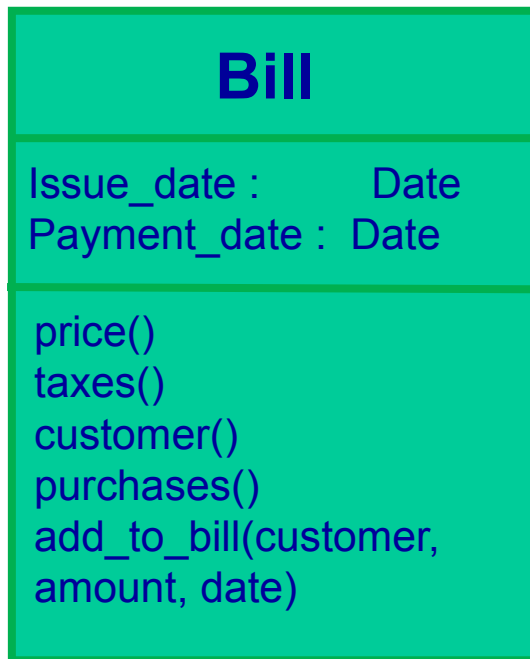 Bill
Issue_date : Date
Payment_date : Date
price()
taxes()
customer()
purchases()
add_to_bill(customer,
amount, date)